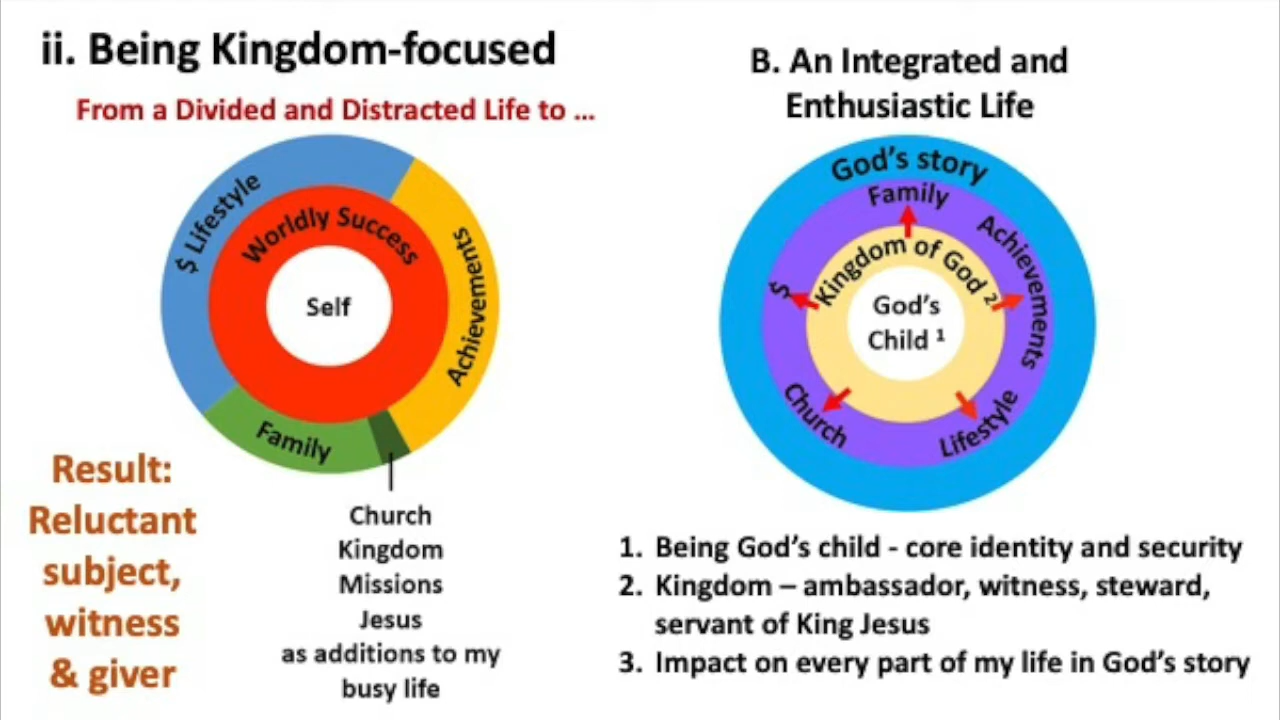 ii. Being Kingdom-focused
From a Divided and Distracted Life to ...
$ Lifestyle
Worldly Success
Achievements
Self
Family
Church
Kingdom
Missions
Jesus
as additions to my
busy life
Result:
Reluctant
subject,
witness
& giver
B. An Integrated and
Enthusiastic Life
God's story
Family
Achievements
Kingdom of God ²
$
God's
Child ¹
Church
Lifestyle
1. Being God's child - core identity and security
2. Kingdom – ambassador, witness, steward,
servant of King Jesus
3. Impact on every part of my life in God's story